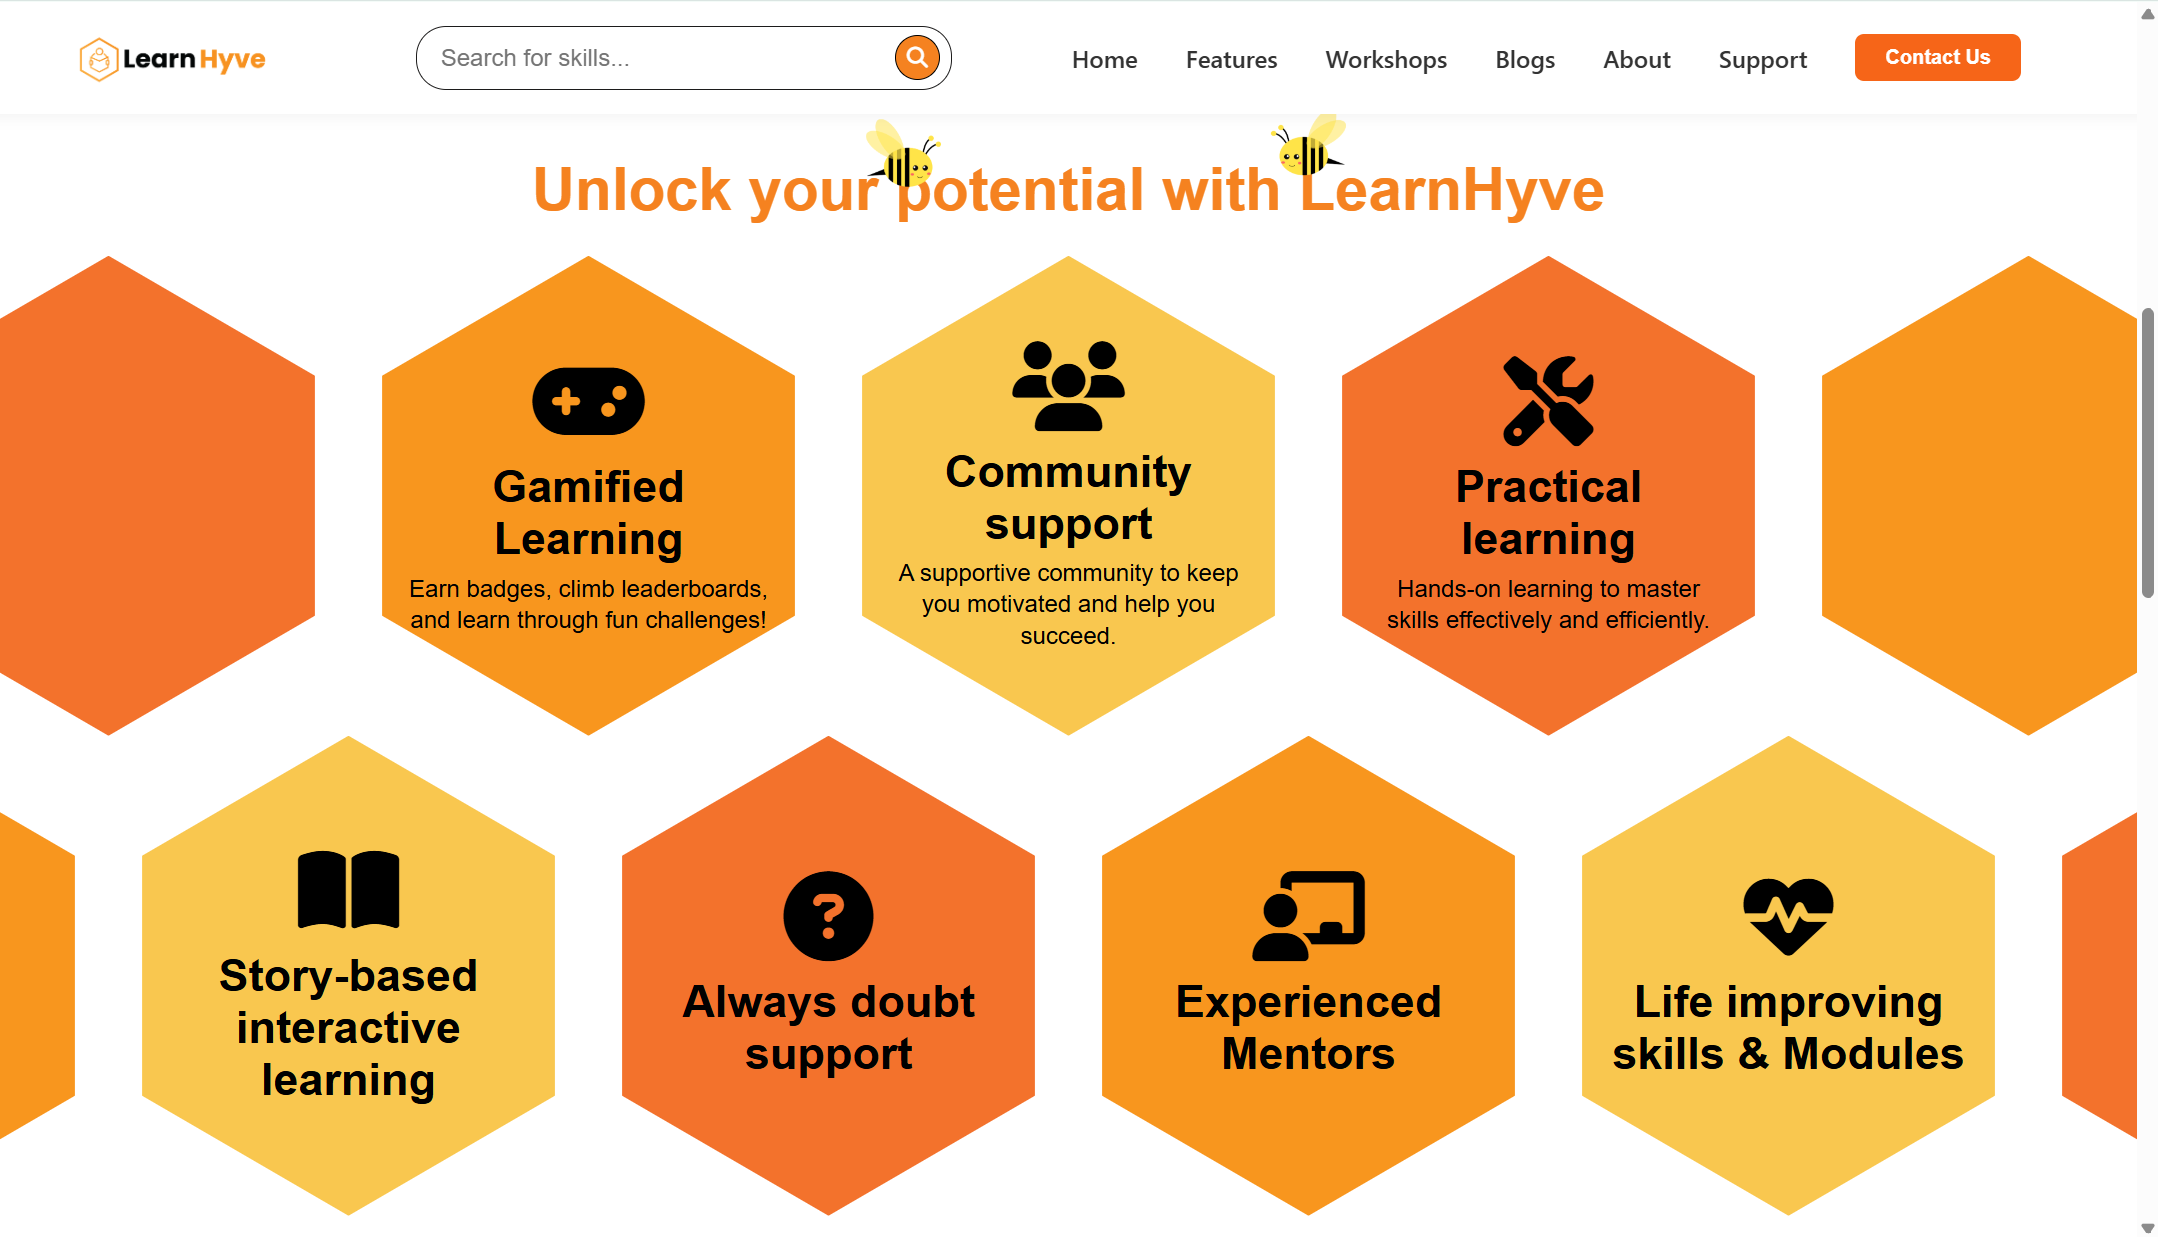 LearnHyve
Search for skills...
Home
Features
Workshops
Blogs
About
Support
Contact Us
Unlock your potential with LearnHyve
Gamified
Learning
Earn badges, climb leaderboards,
and learn through fun challenges!
Community
support
A supportive community to keep
you motivated and help you
succeed.
Practical
learning
Hands-on learning to master
skills effectively and efficiently.
Story-based
interactive
learning
Always doubt
support
Experienced
Mentors
Life improving
skills & Modules